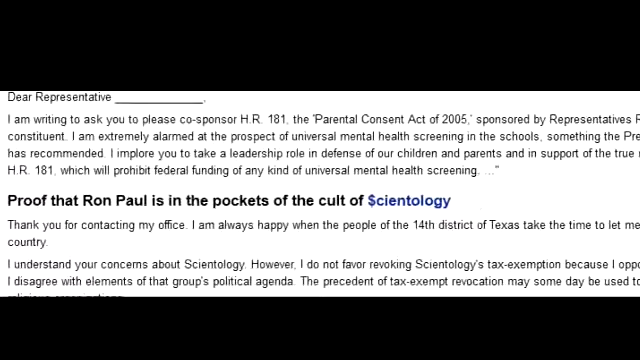 Dear Representative ______________,
I am writing to ask you to please co-sponsor H.R. 181, the 'Parental Consent Act of 2005,' sponsored by Representatives
constituent. I am extremely alarmed at the prospect of universal mental health screening in the schools, something the
has recommended. I implore you to take a leadership role in defense of our children and parents and in support of the true
H.R. 181, which will prohibit federal funding of any kind of universal mental health screening. ..."
Proof that Ron Paul is in the pockets of the cult of $cientology
Thank you for contacting my office. I am always happy when the people of the 14th district of Texas take the time to let me
country.
I understand your concerns about Scientology. However, I do not favor revoking Scientology's tax-exemption because I
I disagree with elements of that group's political agenda. The precedent of tax-exempt revocation may some day be used